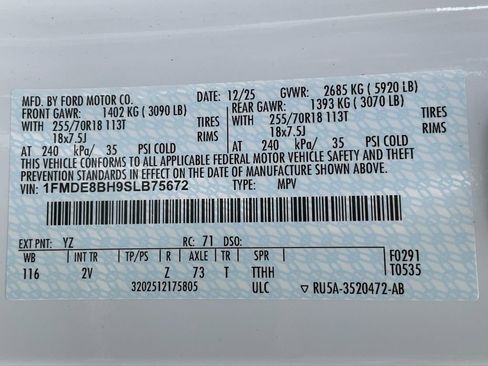 MFD. BY FORD MOTOR CO. DATE: 12/25 GVWR: 2685 KG ( 5920 LB)
FRONT GAWR: 1402 KG ( 3090 LB) REAR GAWR: 1393 KG ( 3070 LB)
WITH 255/70R18 113T TIRES WITH 255/70R18 113T TIRES
18x7.5J RIMS 18x7.5J RIMS
AT 240 kPa/ 35 PSI COLD AT 240 kPa/ 35 PSI COLD
THIS VEHICLE CONFORMS TO ALL APPLICABLE FEDERAL MOTOR VEHICLE SAFETY AND THEFT
PREVENTION STANDARDS IN EFFECT ON THE DATE OF MANUFACTURE SHOWN ABOVE.
VIN: 1FMDE8BH9SLB75672 TYPE: MPV
EXT PNT: YZ RC: 71 DSO:
WB INT TR TP/PS R AXLE TR SPR F0291
116 2V Z 73 T TTHH T0535
3202512175805 ULC ▽ RU5A-3520472-AB